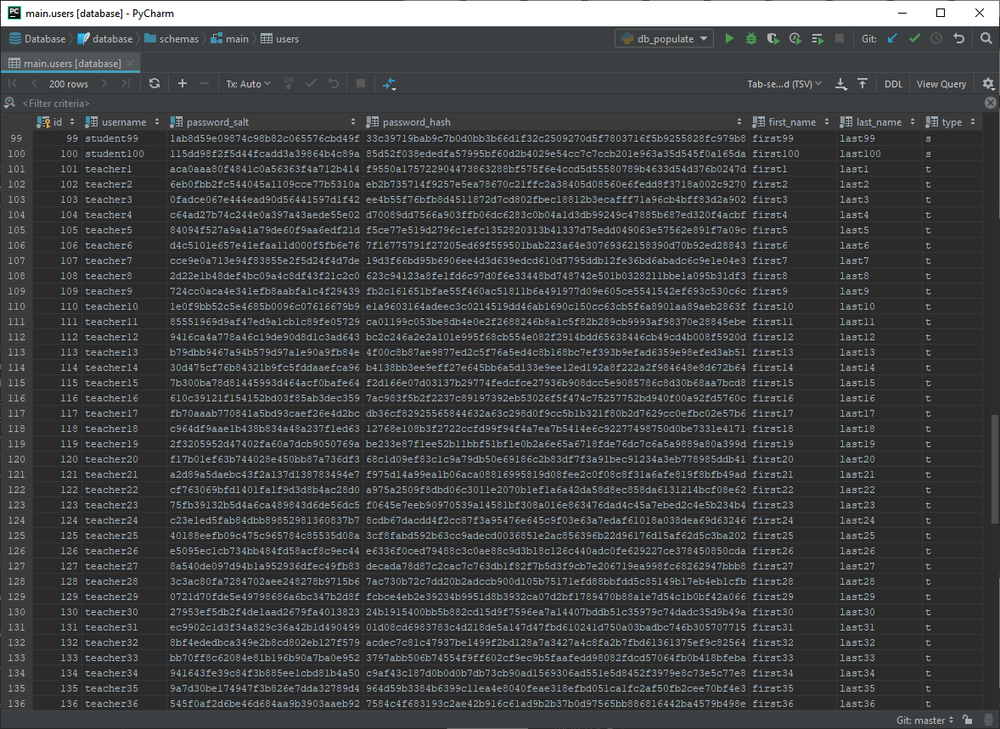 main.users [database] - PyCharm
Database database schemas main users db_populate Git:
main.users [database]
200 rows Tx: Auto DB Tab-se...d (TSV) DDL View Query
<Filter criteria>
id username password_salt password_hash first_name last_name type
99 99 student99 1ab8d59e09874c98b82c065576cbd49f 33c39719bab9c7b0d0bb3b66d1f32c2509270d5f7803716f5b9255828fc979b8 first99 last99 s
100 100 student100 115dd98f2f5d44fcadd3a39864b4c89a 85d52f038ededfa57995bf60d2b4029e54cc7c7ccb201e963a35d545f0a165da first100 last100 s
101 101 teacher1 aca0aaa80f4841c0a56363f4a712b414 f9550a175722904473863288bf575f6e4ccd5d55580789b4633d54d376b0247d first1 last1 t
102 102 teacher2 6eb0fbb2fc544045a1109cce77b5310a eb2b735714f9257e5ea78670c21ffc2a38405d08560e6fedd8f3718a002c9270 first2 last2 t
103 103 teacher3 0fadce067e444ead90d56441597d1f42 ee4b55f76bfb8d4511872d7cd802fbec18812b3ecafff71a96cb4bff83d2a902 first3 last3 t
104 104 teacher4 c64ad27b74c244e0a397a43aede55e02 d70089dd7566a903ffb06dc6283c0b04a1d3db99249c47885b687ed320f4acbf first4 last4 t
105 105 teacher5 84094f527a9a41a79de60f9aa6edf21d f5ce77e519d2796c1efc1352820313b41337d75edd049063e57562e891f7a09c first5 last5 t
106 106 teacher6 d4c5101e657e41efaa11d000f5fb6e76 7f16775791f27205ed69f559501bab223a64e30769362158390d70b92ed28843 first6 last6 t
107 107 teacher7 cce9e0a713e94f83855e2f5d24f4d7de 19d3f66bd95b6906ee4d3d639edcd610d7795ddb12fe36bd6abadc6c9e1e04e3 first7 last7 t
108 108 teacher8 2d22e1b48def4bc09a4c8df43f21c2c0 623c94123a8fe1fd6c97d0f6e33448bd748742e501b0328211bbe1a095b31df3 first8 last8 t
109 109 teacher9 724cc0aca4e341efb8aabfa1c4f29439 fb2c161651bfae55f460ac51811b6a491977d09e605ce5541542ef693c530c6c first9 last9 t
110 110 teacher10 1e0f9bb52c5e4685b0096c07616679b9 e1a9603164adeec3c0214519dd46ab1690c150cc63cb5f6a8901aa89aeb2863f first10 last10 t
111 111 teacher11 85551969d9af47ed9a1cb1c89fe05729 ca01199c053be8db4e0e2f2688246b8a1c5f82b289cb9993af98370e28845ebe first11 last11 t
112 112 teacher12 9416ca4a778a46c19de90d8d1c3ad643 bc2c246a2e2a101e995f68cb554e082f2914bdd65638446cb49cd4b008f5920d first12 last12 t
113 113 teacher13 b79dbb9467a94b579d97a1e90a9fb84e 4f00c8b87ae9877ed2c5f76a5ed4c8b168bc7ef393b9efad6359e98efed3ab51 first13 last13 t
114 114 teacher14 30d475cf76b84321b9fc5fddaaefca96 b4138bb3ee9eff27e645bb6a5d133e9ee12ed192a8f222a2f984648e8d672b64 first14 last14 t
115 115 teacher15 7b300ba78d81445993d464acf0bafe64 f2d166e07d03137b29774fedcfce27936b908dcc5e9085786c8d30b68aa7bcd8 first15 last15 t
116 116 teacher16 610c39121f154152bd03f85ab3dec359 7ac983f5b2f2237c89197392eb53026f5f474c75257752bd940f00a92fd5760c first16 last16 t
117 117 teacher17 fb70aaab770841a5bd93caef26e4d2bc db36cf82925565844632a63c298d0f9cc5b1b321f80b2d7629cc0efbc02e57b6 first17 last17 t
118 118 teacher18 c964df9aae1b438b834a48a237f1ed63 12768e108b3f2722ccfd99f94f4a7ea7b5414e6c92277498750d0be7331e4171 first18 last18 t
119 119 teacher19 2f3205952d47402fa60a7dcb9050769a be233e87f1ee52b11bbf51bf1e0b2a6e65a6718fde76dc7c6a5a9889a80a399d first19 last19 t
120 120 teacher20 f17b01ef63b744028e450bb87a736df3 68c1d09ef83c1c9a79db50e69186c2b83df7f3a91bec91234a3eb778985ddb41 first20 last20 t
121 121 teacher21 a2d89a5daebc43f2a137d138783494e7 f975d14a99ea1b06aca08816995819d08fee2c0f08c8f31a6afe819f8bfb49ad first21 last21 t
122 122 teacher22 cf763069bfd1401fa1f9d3d8b4ac28d0 a975a2509f8dbd06c3011e2070b1ef1a6a42da58d8ec858da6131214bcf08e62 first22 last22 t
123 123 teacher23 75fb39132b5d4a6ca489843d6de56dc5 f0645e7eeb90970539a14581bf308a016e863476dad4c45a7ebed2c4e5b234b4 first23 last23 t
124 124 teacher24 c23e1ed5fab84dbb89852981360837b7 8cdb67dacdd4f2cc87f3a95476e645c9f03e63a7edaf61018a038dea69d63246 first24 last24 t
125 125 teacher25 40188eefb09c475c965784c85535d08a 3cf8fabd592b63cc9adecd0036851e2ac856396b22d96176d15af62d5c3ba202 first25 last25 t
126 126 teacher26 e5095ec1cb734bb484fd58acf8c9ec44 e6336f0ced79488c3c0ae88c9d3b18c126c440adc0fe629227ce378450850cda first26 last26 t
127 127 teacher27 8a540de097d94b1a952936dfec49fb83 decada78d87c2cac7c763db1f82f7b5d3f9cb7e206719ea998fc68262947bbb8 first27 last27 t
128 128 teacher28 3c3ac80fa7284702aee248278b9715b6 7ac730b72c7dd20b2adccb900d105b75171efd88bbfdd5c85149b17eb4eb1cfb first28 last28 t
129 129 teacher29 0721d70fde5e49798686a6bc347b2d8f fcbce4eb2e39234b9951d8b3932ca07d2bf1789470b88a1e7d54c1b0bf42a066 first29 last29 t
130 130 teacher30 27953ef5db2f4de1aad2679fa4013823 24b1915400bb5b882cd15d9f7596ea7a14407bddb51c35979c74dadc35d9b49a first30 last30 t
131 131 teacher31 ec9902c1d3f34a829c36a42b1d490499 01d08cd6983783c4d218de5a147d47fbd610241d750a03badbc746b305707715 first31 last31 t
132 132 teacher32 8bf4ededbca349e2b8cd802eb127f579 acdec7c81c47937be1499f2bd128a7a3427a4c8fa2b7fbd61361375ef9c82564 first32 last32 t
133 133 teacher33 bb70ff8c62084e81b196b90a7ba0e952 3797abb506b74554f9ff602cf9ec9b5faafedd98082fdcd57064fb0b418bfeba first33 last33 t
134 134 teacher34 941643fe39c84f3b885ee1cbd81b4a50 c9af43c187d0b0d0b7db73cb90ad1569306ad551e5d8452f3979e8c73e5c77e8 first34 last34 t
135 135 teacher35 9a7d30be174947f3b826e7dda32789d4 964d59b3384b6399c11ea4e8040feae318efbd051ca1fc2af50fb2cee70bf4e3 first35 last35 t
136 136 teacher36 545f0af2d6be46d684aa9b3903aaeb92 7584c4f683193c2ae42b916c61ad9b2b37b0d97565bb886816442ba4579b498e first36 last36 t
Git: master